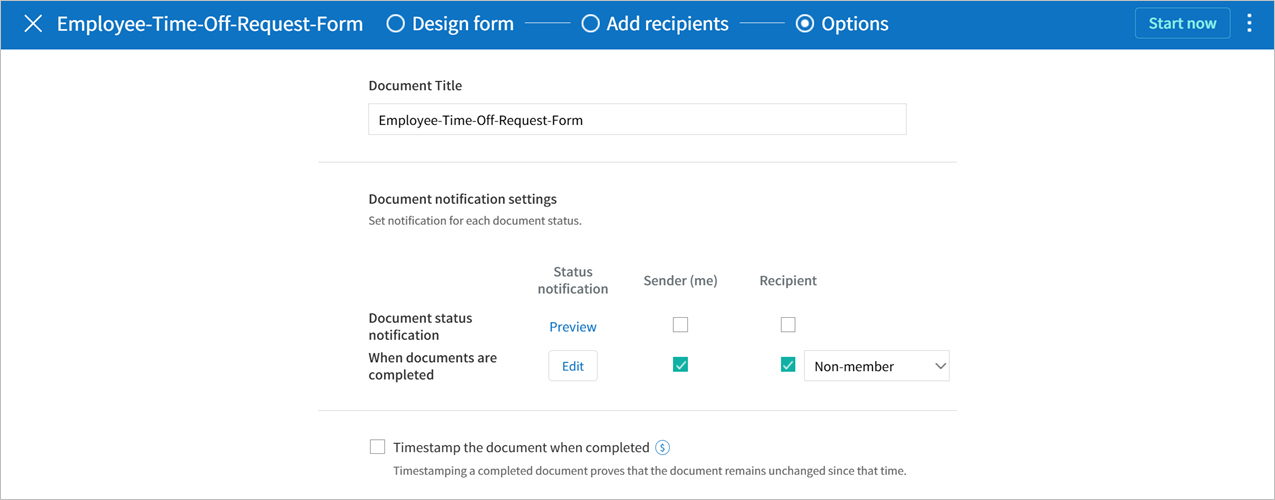 Employee-Time-Off-Request-Form Design form Add recipients Options Start now
Document Title
Employee-Time-Off-Request-Form
Document notification settings
Set notification for each document status.
Status
notification
Sender (me) Recipient
Document status
notification
Preview
When documents are
completed
Edit
Non-member
Timestamp the document when completed $
Timestamping a completed document proves that the document remains unchanged since that time.